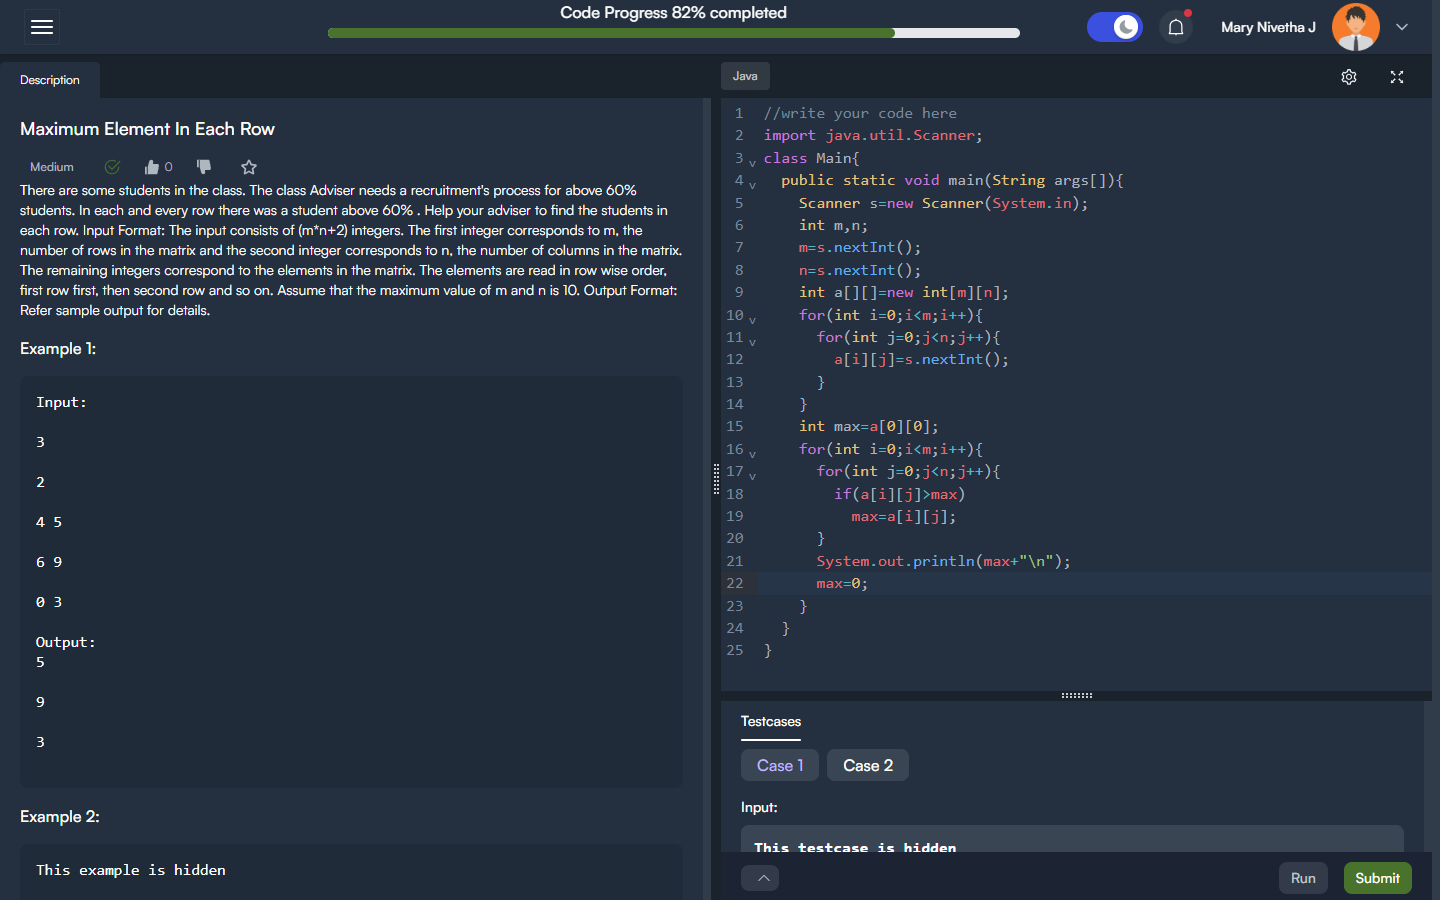 Code Progress 82% completed
Mary Nivetha J
Description
Maximum Element In Each Row
Medium
0
There are some students in the class. The class Adviser needs a recruitment's process for above 60%
students. In each and every row there was a student above 60% . Help your adviser to find the students in
each row. Input Format: The input consists of (m*n+2) integers. The first integer corresponds to m, the
number of rows in the matrix and the second integer corresponds to n, the number of columns in the matrix.
The remaining integers correspond to the elements in the matrix. The elements are read in row wise order,
first row first, then second row and so on. Assume that the maximum value of m and n is 10. Output Format:
Refer sample output for details.
Example 1:
Input:
3
2
4 5
6 9
0 3
Output:
5
9
3
Example 2:
This example is hidden
Java
1 //write your code here
2 import java.util.Scanner;
3 class Main{
4 public static void main(String args[]){
5 Scanner s=new Scanner(System.in);
6 int m,n;
7 m=s.nextInt();
8 n=s.nextInt();
9 int a[][]=new int[m][n];
10 for(int i=0;i<m;i++){
11 for(int j=0;j<n;j++){
12 a[i][j]=s.nextInt();
13 }
14 }
15 int max=a[0][0];
16 for(int i=0;i<m;i++){
17 for(int j=0;j<n;j++){
18 if(a[i][j]>max)
19 max=a[i][j];
20 }
21 System.out.println(max+"\n");
22 max=0;
23 }
24 }
25 }
Testcases
Case 1 Case 2
Input:
This testcase is hidden
Run Submit